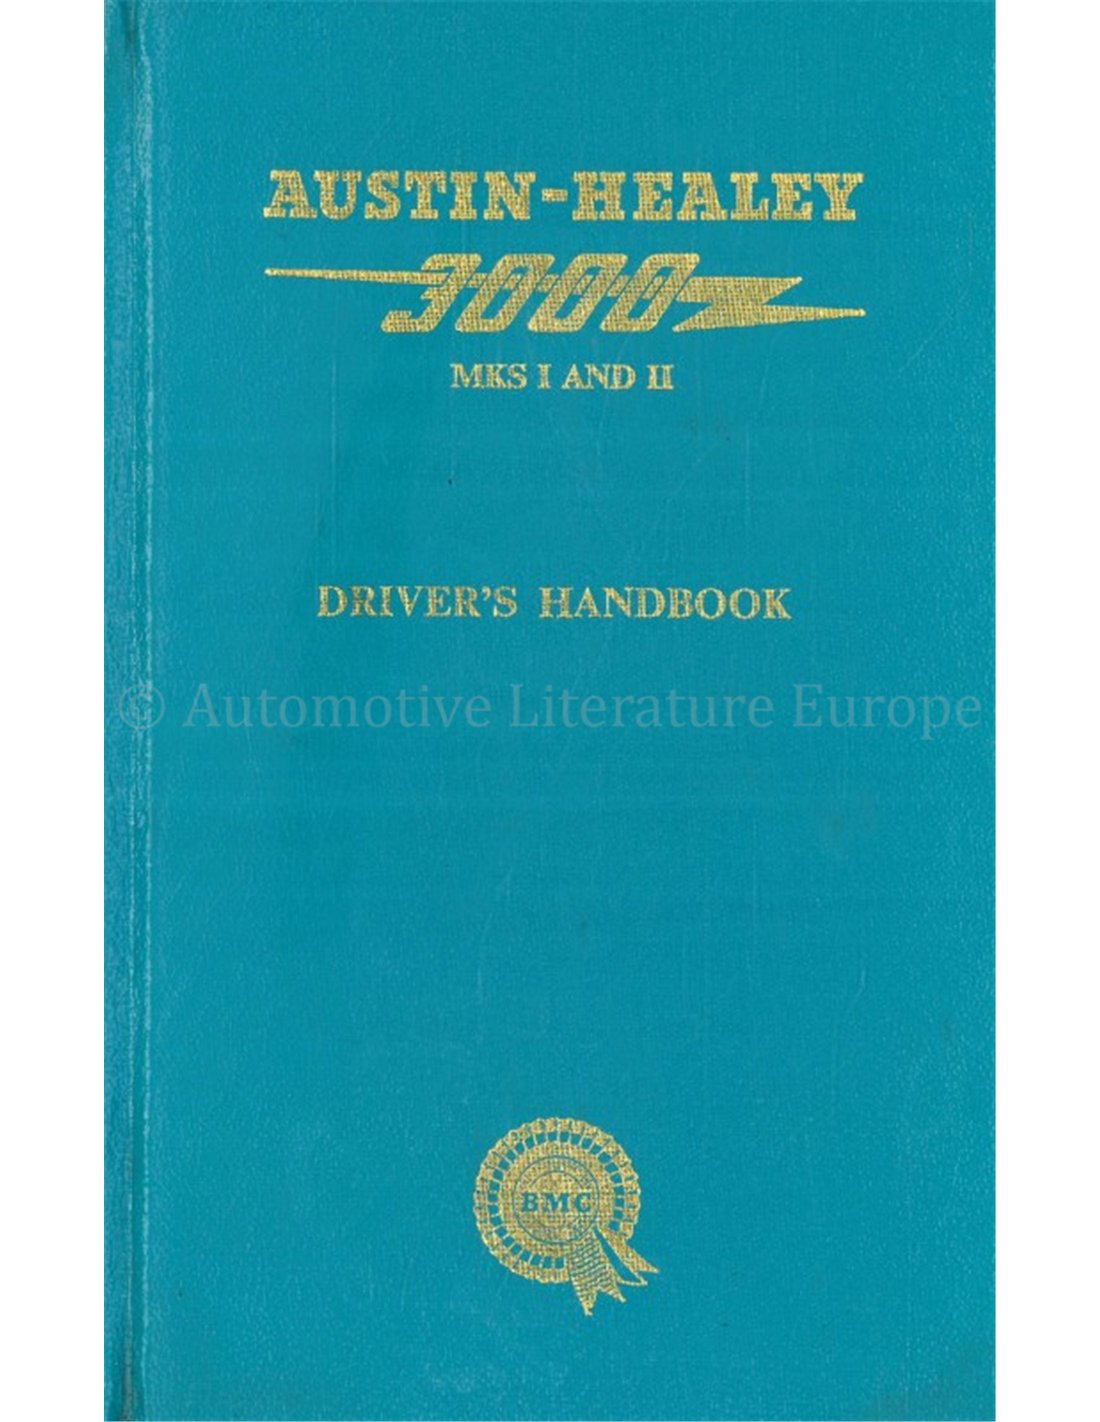 AUSTIN-HEALEY
3000
MKS I AND II
DRIVER'S HANDBOOK
© Automotive Literature Europe
BMC